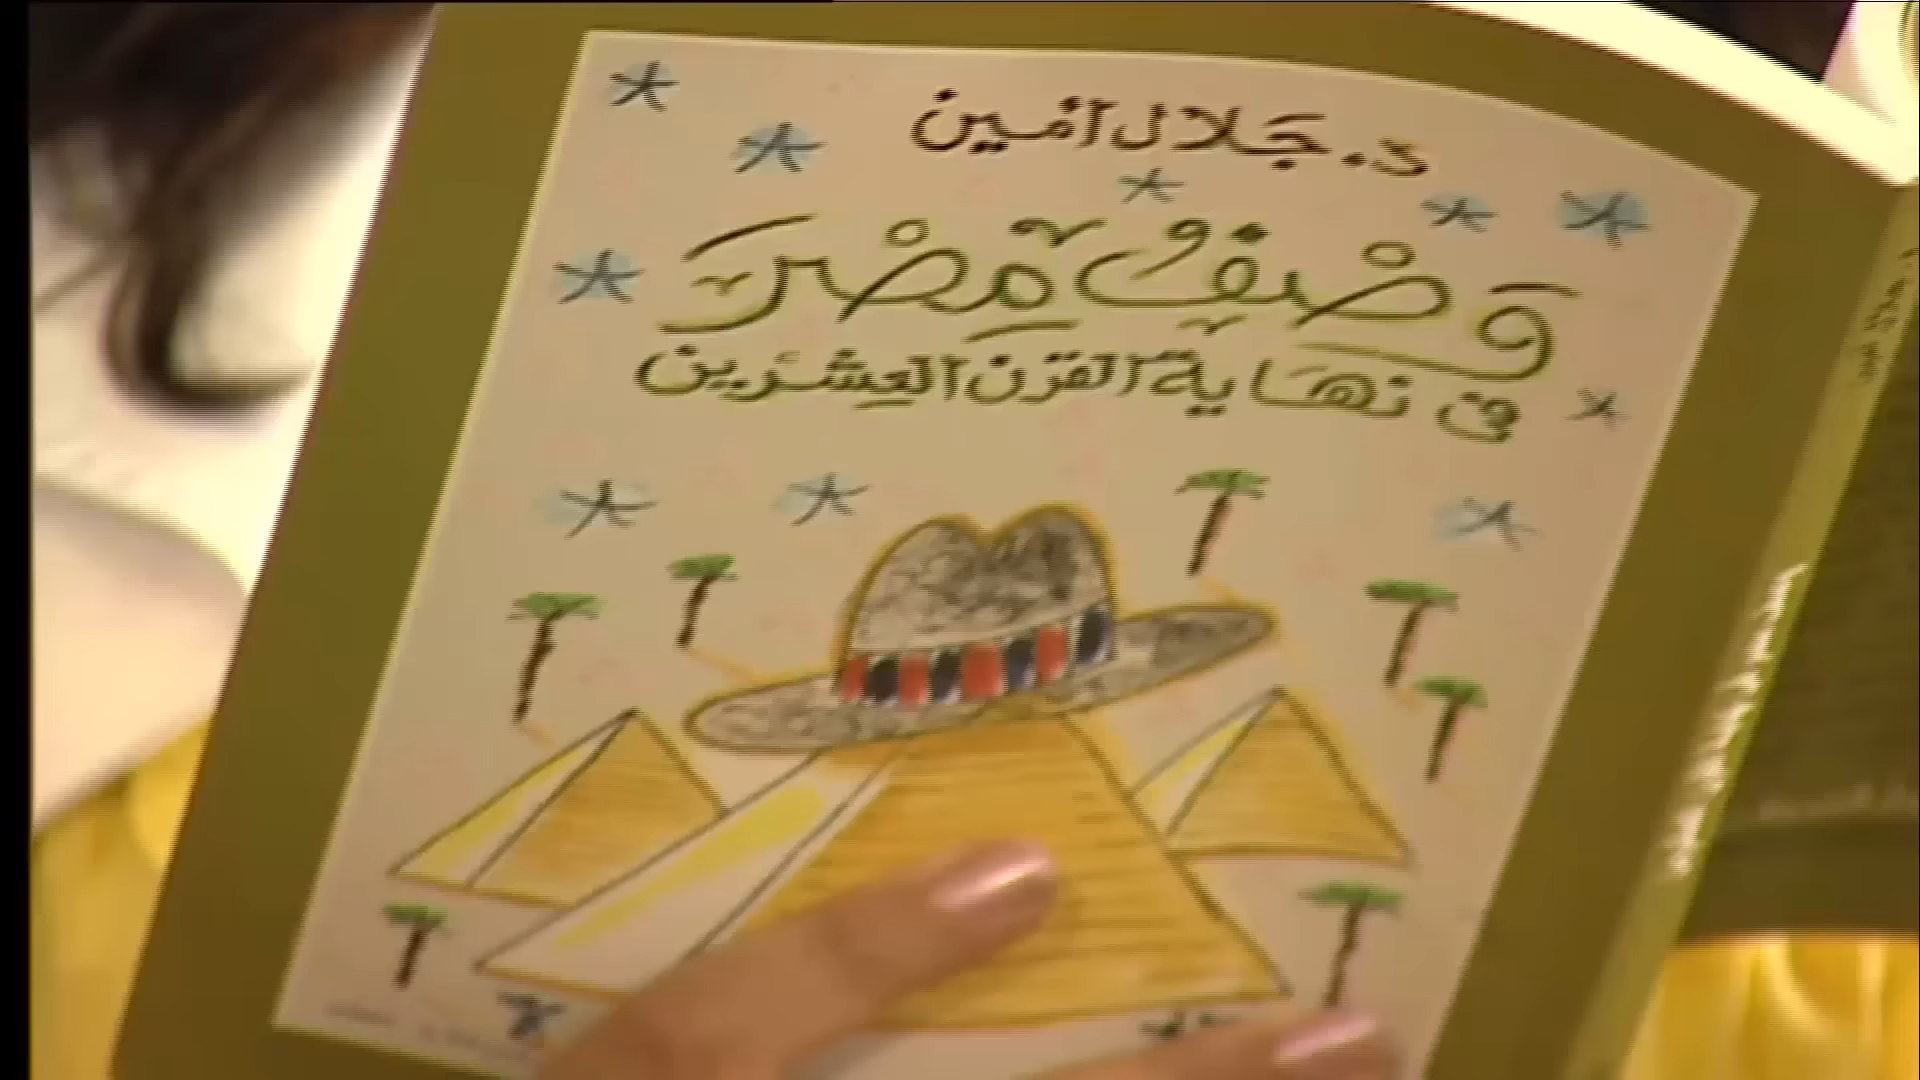 د. جلال أمين
وصف مصر
في نهاية القرن العشرين